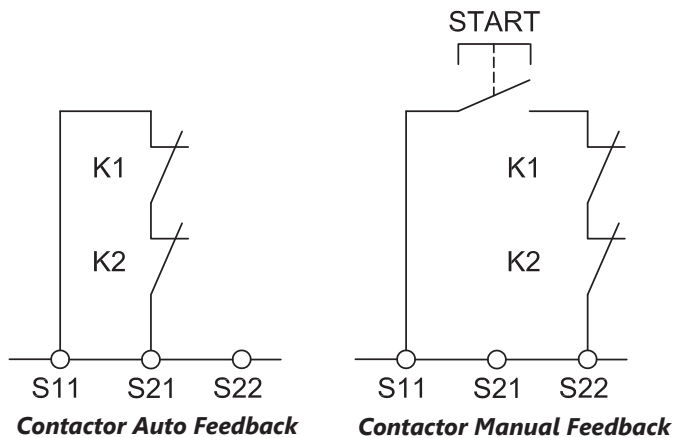 START
K1
K2
K1
K2
S11 S21 S22
S11 S21 S22
Contactor Auto Feedback
Contactor Manual Feedback